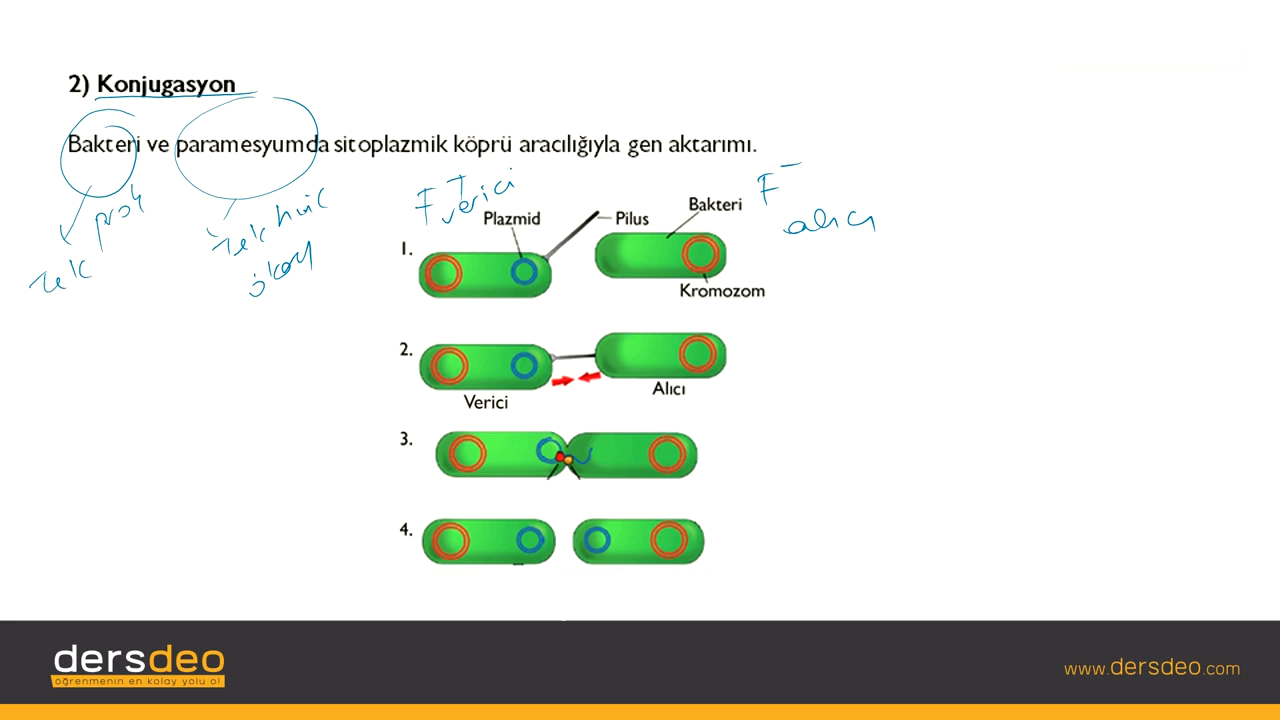 2) Konjugasyon
Bakteri ve paramesyumda sitoplazmik köprü aracılığıyla gen aktarımı.
tek prok
tek hüc
ökary
F+ verici
F-
alıcı
Plazmid
Pilus
Bakteri
1.
Kromozom
2.
Verici
Alıcı
3.
4.
dersdeo
öğrenmenin en kolay yolu o!
www.dersdeo.com